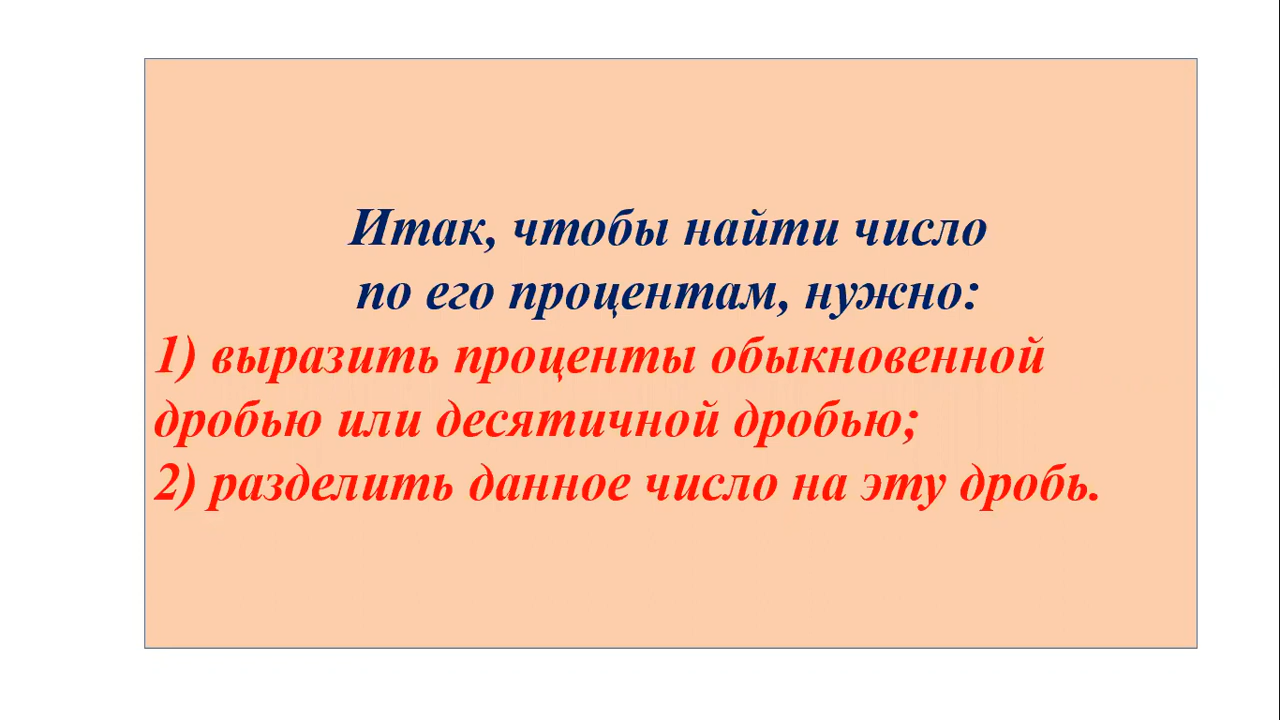 Итак, чтобы найти число
по его процентам, нужно:
1) выразить проценты обыкновенной
дробью или десятичной дробью;
2) разделить данное число на эту дробь.